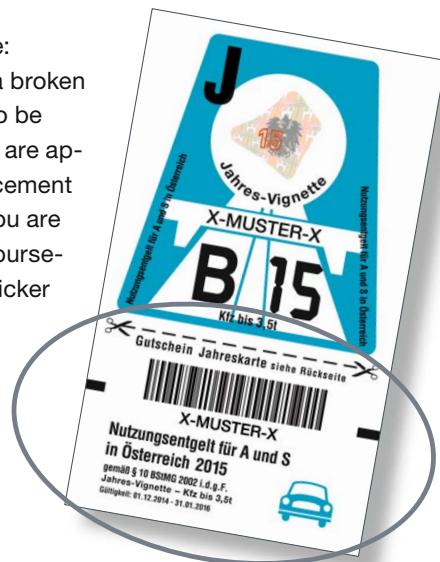 e:
a broken
o be
are ap-
cement
ou are
ourse-
icker
J
15
Jahres-Vignette
Nutzungsentgelt für A und S in Österreich
Nutzungsentgelt für A und S in Österreich
X-MUSTER-X
B 15
Kfz bis 3,5t
Gutschein Jahreskarte siehe Rückseite
X-MUSTER-X
Nutzungsentgelt für A und S
in Österreich 2015
gemäß § 10 BStMG 2002 i.d.g.F.
Jahres-Vignette – Kfz bis 3,5t
Gültigkeit: 01.12.2014 - 31.01.2016